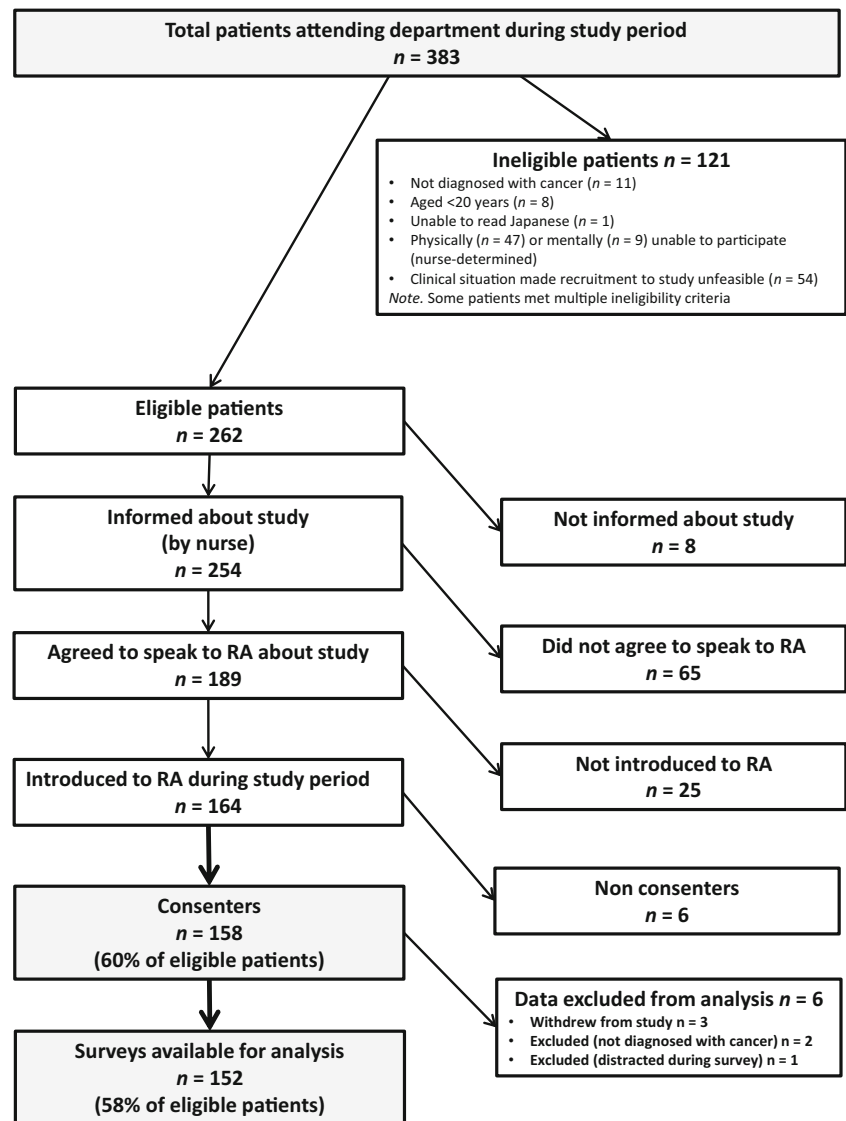 Total patients attending department during study period
n = 383
Ineligible patients n = 121
• Not diagnosed with cancer (n = 11)
• Aged <20 years (n = 8)
• Unable to read Japanese (n = 1)
• Physically (n = 47) or mentally (n = 9) unable to participate
(nurse-determined)
• Clinical situation made recruitment to study unfeasible (n = 54)
Note. Some patients met multiple ineligibility criteria
Eligible patients
n = 262
Informed about study
(by nurse)
n = 254
Not informed about study
n = 8
Agreed to speak to RA about study
n = 189
Did not agree to speak to RA
n = 65
Introduced to RA during study period
n = 164
Not introduced to RA
n = 25
Consenters
n = 158
(60% of eligible patients)
Non consenters
n = 6
Data excluded from analysis n = 6
• Withdrew from study n = 3
• Excluded (not diagnosed with cancer) n = 2
• Excluded (distracted during survey) n = 1
Surveys available for analysis
n = 152
(58% of eligible patients)